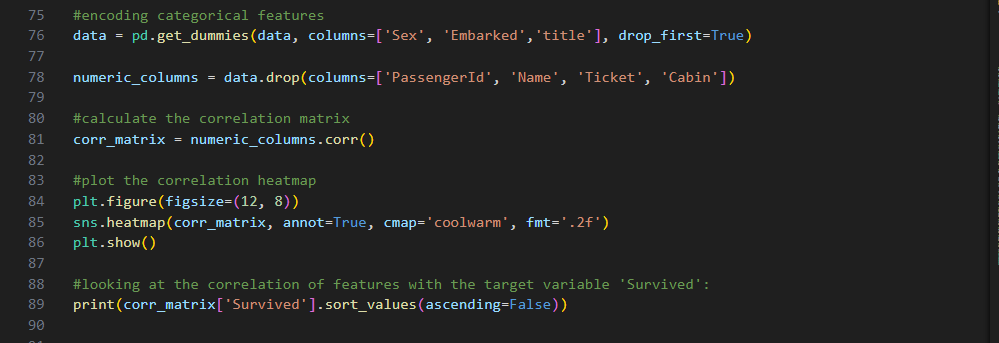 75 #encoding categorical features
76 data = pd.get_dummies(data, columns=['Sex', 'Embarked','title'], drop_first=True)
77
78 numeric_columns = data.drop(columns=['PassengerId', 'Name', 'Ticket', 'Cabin'])
79
80 #calculate the correlation matrix
81 corr_matrix = numeric_columns.corr()
82
83 #plot the correlation heatmap
84 plt.figure(figsize=(12, 8))
85 sns.heatmap(corr_matrix, annot=True, cmap='coolwarm', fmt='.2f')
86 plt.show()
87
88 #looking at the correlation of features with the target variable 'Survived':
89 print(corr_matrix['Survived'].sort_values(ascending=False))
90